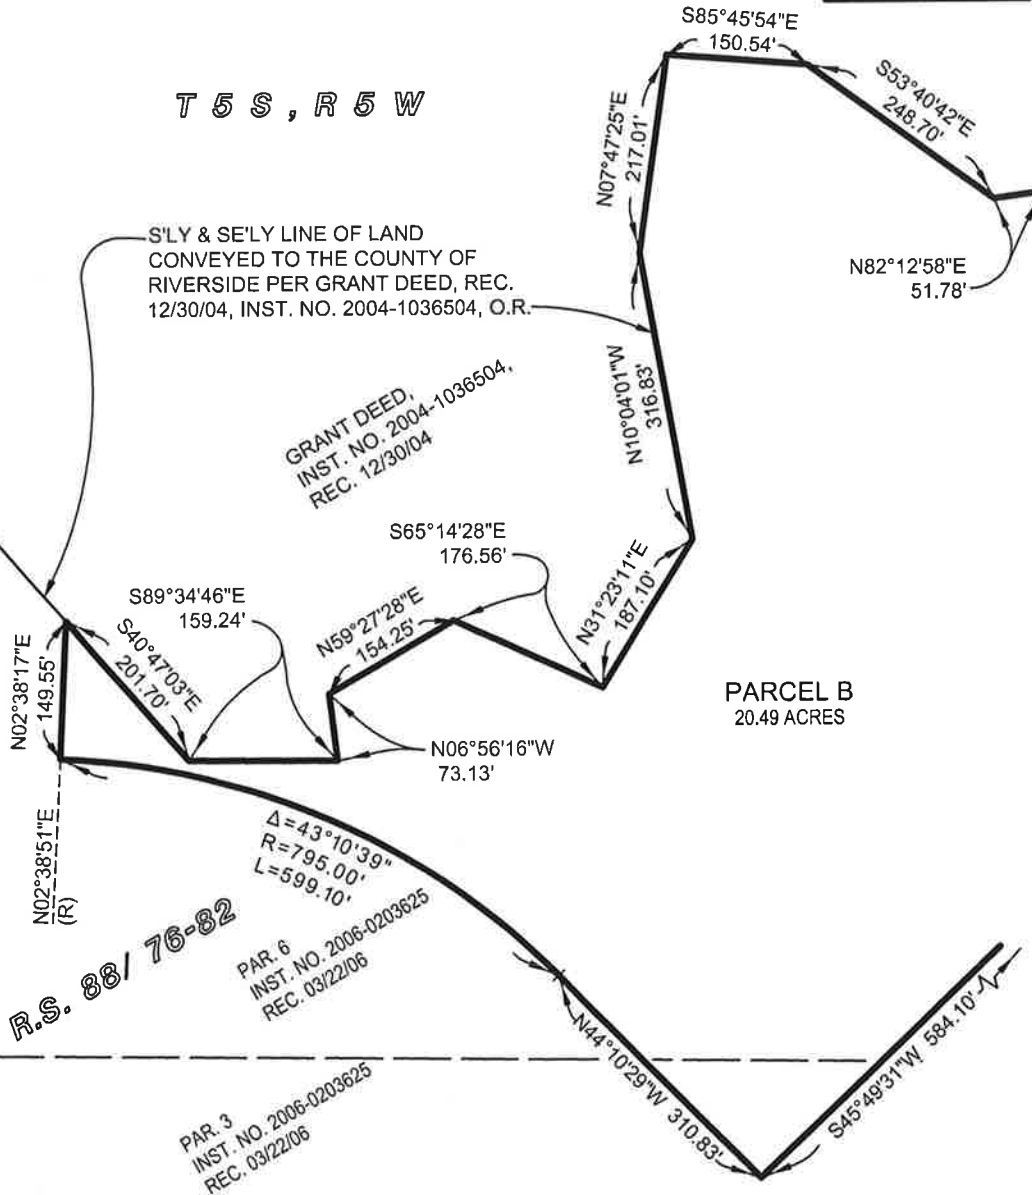 S85°45'54"E
150.54'
T 5 S , R 5 W
S53°40'42"E
248.70'
N07°47'25"E
217.01'
S'LY & SE'LY LINE OF LAND
CONVEYED TO THE COUNTY OF
RIVERSIDE PER GRANT DEED, REC.
12/30/04, INST. NO. 2004-1036504, O.R.
N82°12'58"E
51.78'
GRANT DEED,
INST. NO. 2004-1036504,
REC. 12/30/04
N10°04'01"W
316.83'
S65°14'28"E
176.56'
N31°23'11"E
187.10'
S89°34'46"E
159.24'
N59°27'28"E
154.25'
S40°47'03"E
201.70'
N02°38'17"E
149.55'
PARCEL B
20.49 ACRES
N06°56'16"W
73.13'
Δ=43°10'39"
R=795.00'
L=599.10'
N02°38'51"E
(R)
R.S. 88/ 76-82
PAR. 6
INST. NO. 2006-0203625
REC. 03/22/06
N44°10'29"W 310.83'
S45°49'31"W 584.10'
PAR. 3
INST. NO. 2006-0203625
REC. 03/22/06